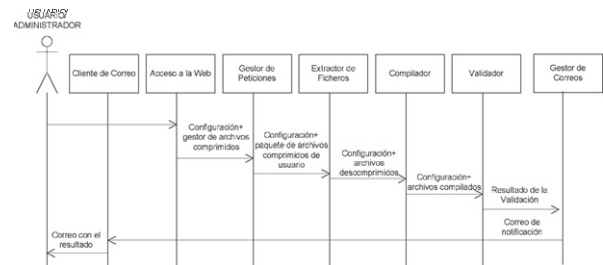 USUARIO/
ADMINISTRADOR
Cliente de Correo
Acceso a la Web
Gestor de
Peticiones
Extractor de
Ficheros
Compilador
Validador
Gestor de
Correos
Configuración+
gestor de archivos
comprimidos
Configuración+
paquete de archivos
comprimidos de
usuario
Configuración+
archivos
descomprimidos
Configuración+
archivos compilados
Resultado de la
Validación
Correo de
notificación
Correo con el
resultado